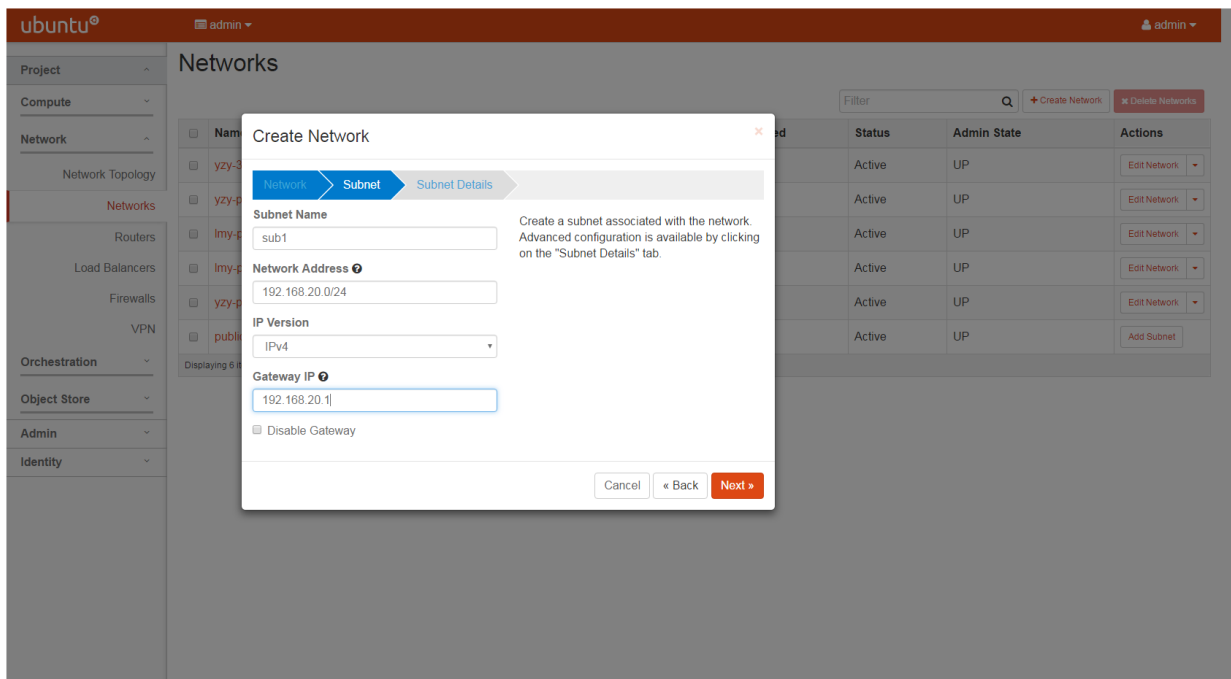 ubuntu®
admin
admin
Project
Networks
Compute
Filter
+ Create Network
✖ Delete Networks
Network
Status
Admin State
Actions
Network Topology
Active
UP
Edit Network
Networks
Active
UP
Edit Network
Routers
Active
UP
Edit Network
Load Balancers
Active
UP
Edit Network
Firewalls
Active
UP
Edit Network
VPN
Active
UP
Add Subnet
Orchestration
Displaying 6
Object Store
Admin
Identity
Create Network
×
Network
Subnet
Subnet Details
Subnet Name
sub1
Network Address
192.168.20.0/24
IP Version
IPv4
Gateway IP
192.168.20.1
Disable Gateway
Create a subnet associated with the network.
Advanced configuration is available by clicking
on the "Subnet Details" tab.
Cancel
« Back
Next »